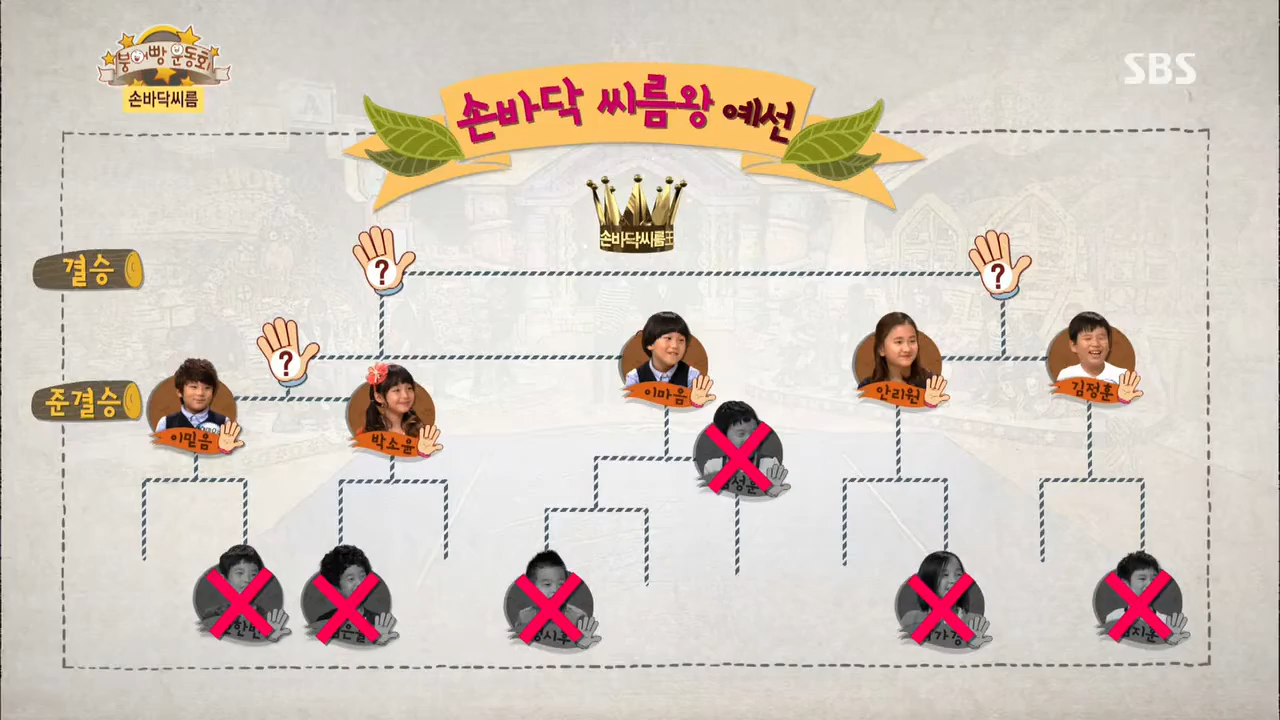 붕어빵 운동회
손바닥씨름
SBS
손바닥 씨름왕 예선
손바닥씨름王
결승
?
?
?
준결승
이믿음
박소윤
이마음
안리원
김정훈